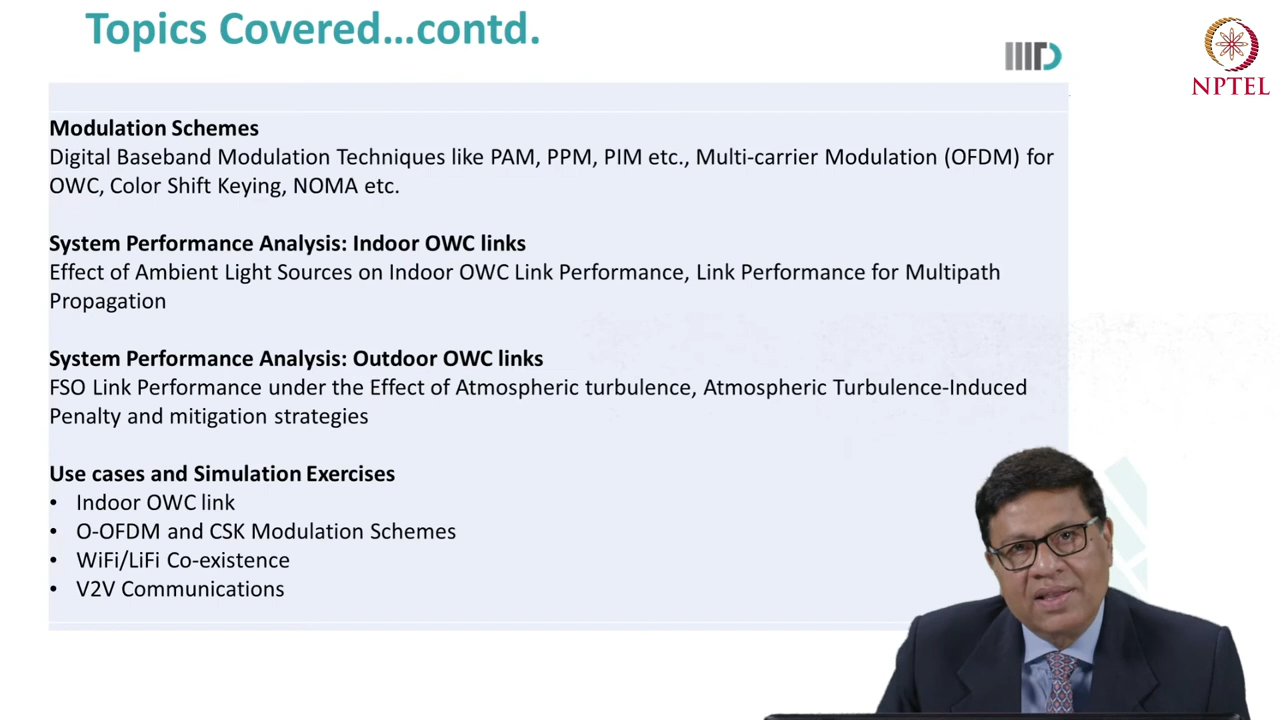 Topics Covered...contd.
IIITD
NPTEL
Modulation Schemes
Digital Baseband Modulation Techniques like PAM, PPM, PIM etc., Multi-carrier Modulation (OFDM) for
OWC, Color Shift Keying, NOMA etc.
System Performance Analysis: Indoor OWC links
Effect of Ambient Light Sources on Indoor OWC Link Performance, Link Performance for Multipath
Propagation
System Performance Analysis: Outdoor OWC links
FSO Link Performance under the Effect of Atmospheric turbulence, Atmospheric Turbulence-Induced
Penalty and mitigation strategies
Use cases and Simulation Exercises
• Indoor OWC link
• O-OFDM and CSK Modulation Schemes
• WiFi/LiFi Co-existence
• V2V Communications